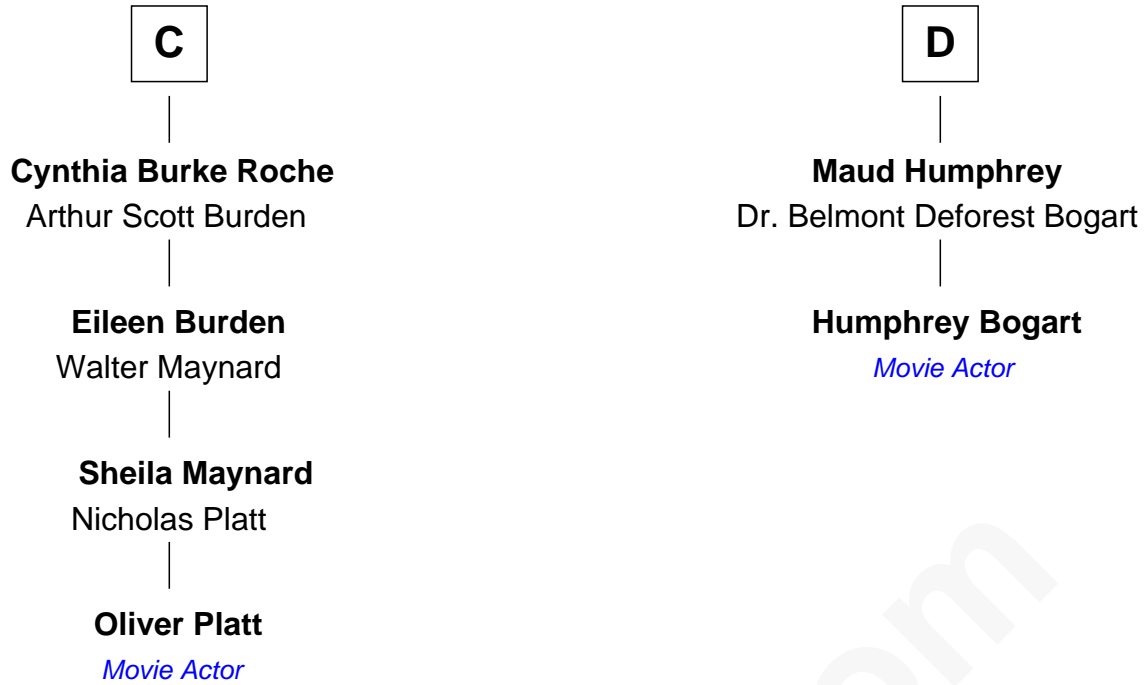 C
Cynthia Burke Roche
Arthur Scott Burden
Eileen Burden
Walter Maynard
Sheila Maynard
Nicholas Platt
Oliver Platt
Movie Actor
D
Maud Humphrey
Dr. Belmont Deforest Bogart
Humphrey Bogart
Movie Actor